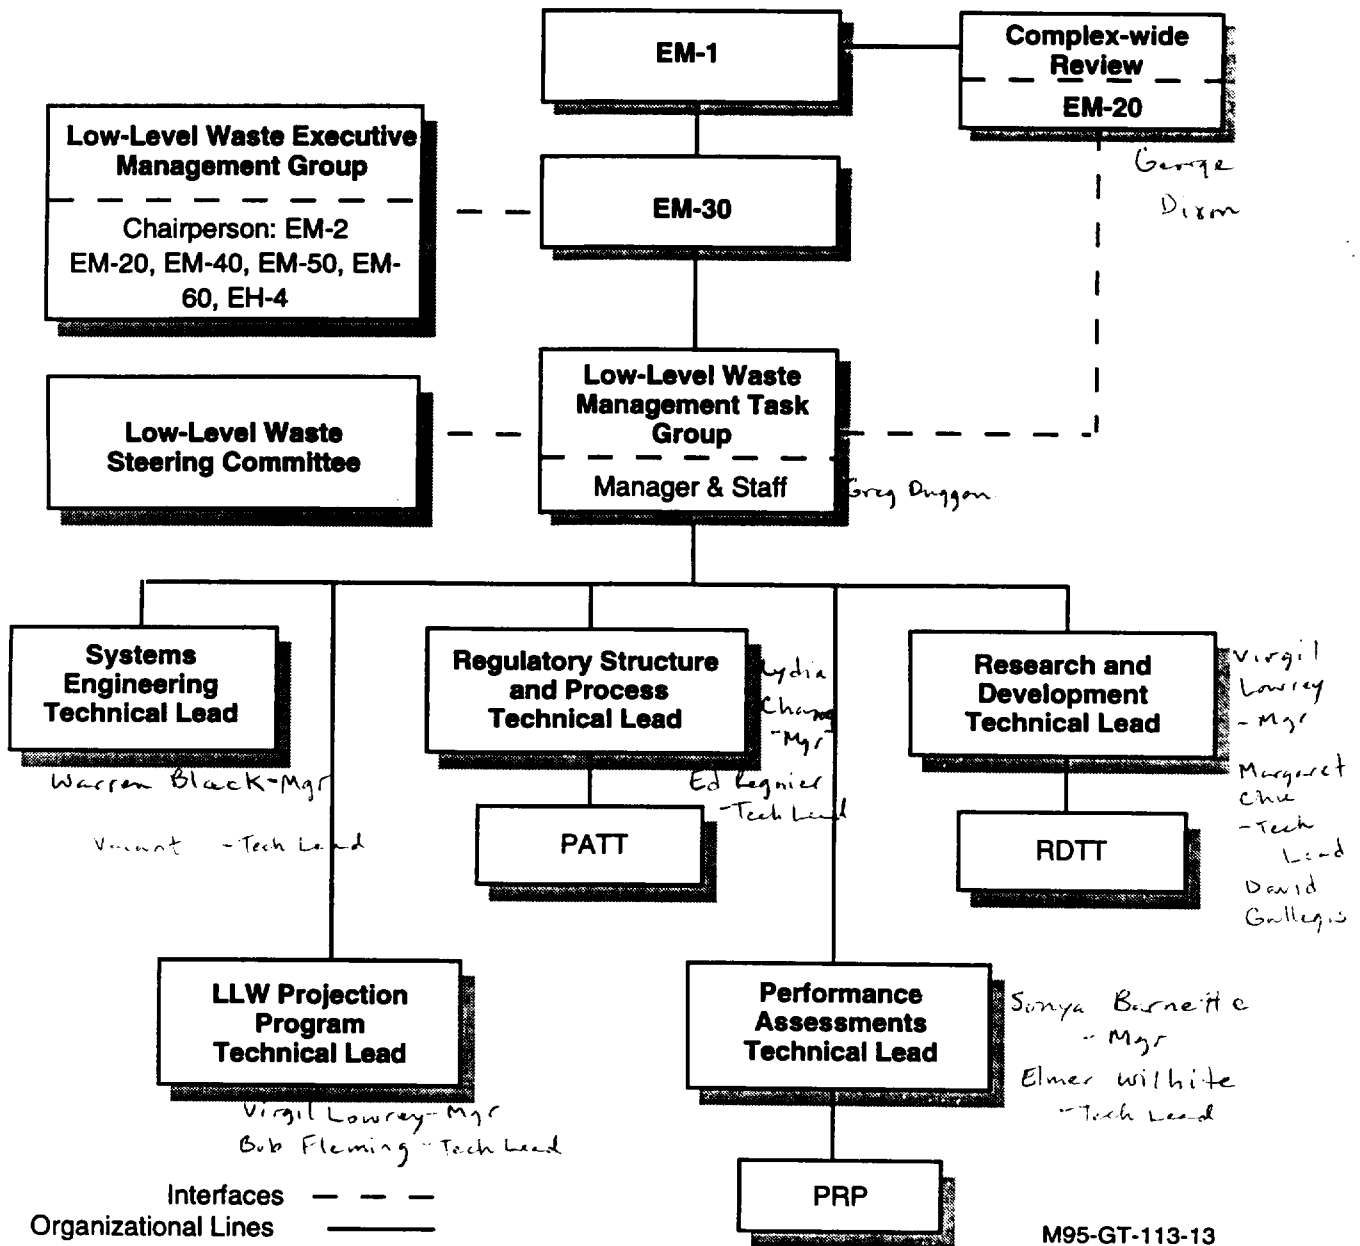 EM-1
Complex-wide
Review
EM-20
George
Dixon
Low-Level Waste Executive
Management Group
Chairperson: EM-2
EM-20, EM-40, EM-50, EM-
60, EH-4
EM-30
Low-Level Waste
Steering Committee
Low-Level Waste
Management Task
Group
Manager & Staff
Greg Duggan
Systems
Engineering
Technical Lead
Warren Black-Mgr
- Tech Lead
Regulatory Structure
and Process
Technical Lead
Lydia
Chang
-Mgr
Ed Regnier
-Tech Lead
PATT
Research and
Development
Technical Lead
Virgil
Lowrey
- Mgr
Margaret
Chu
-Tech
Lead
David
Gallegos
RDTT
LLW Projection
Program
Technical Lead
Virgil Lowrey-Mgr
Bob Fleming - Tech Lead
Performance
Assessments
Technical Lead
Sonya Barnette
- Mgr
Elmer Wilhite
-Tech Lead
PRP
Interfaces
Organizational Lines
M95-GT-113-13